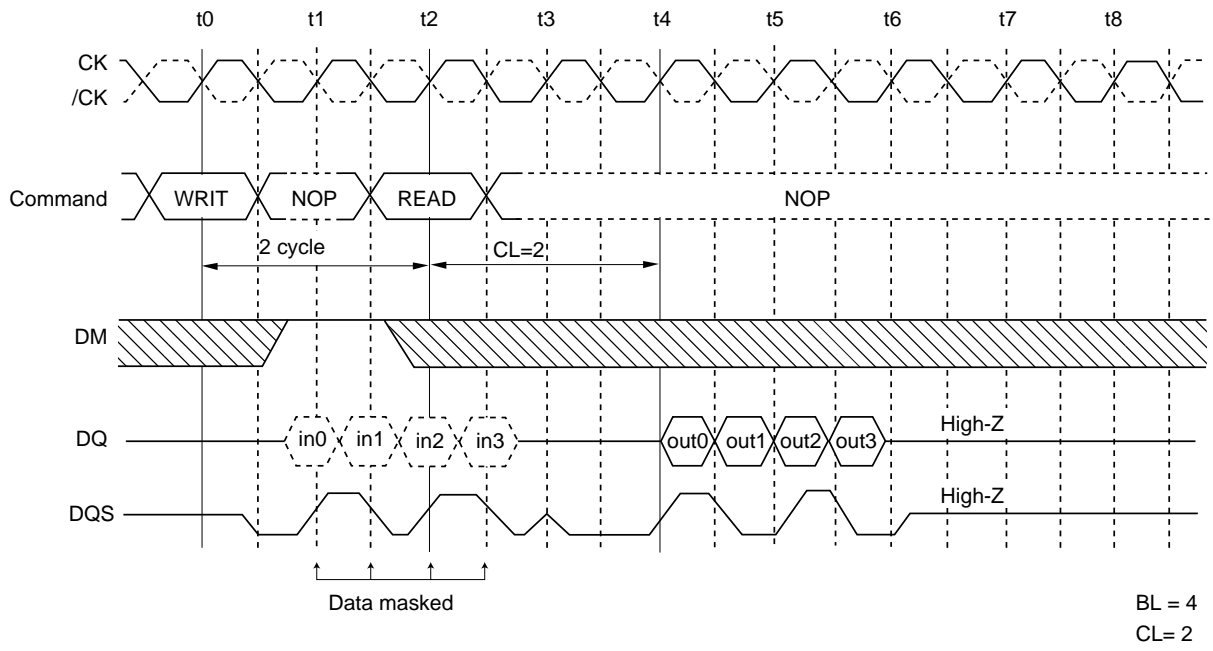 t0 t1 t2 t3 t4 t5 t6 t7 t8
CK
/CK
Command WRIT NOP READ NOP
2 cycle CL=2
DM
DQ in0 in1 in2 in3 out0 out1 out2 out3 High-Z
DQS High-Z
Data masked
BL = 4
CL= 2